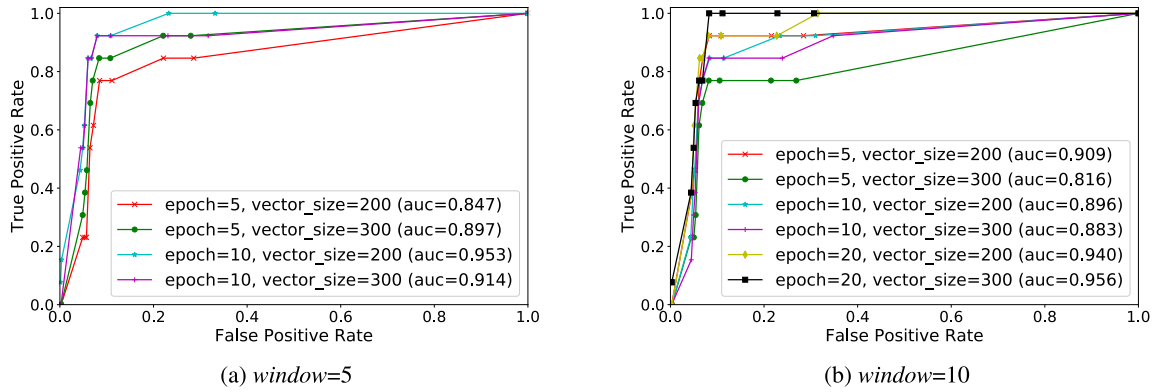 1.0
0.8
0.6
0.4
0.2
0.0
True Positive Rate
epoch=5, vector_size=200 (auc=0.847)
epoch=5, vector_size=300 (auc=0.897)
epoch=10, vector_size=200 (auc=0.953)
epoch=10, vector_size=300 (auc=0.914)
0.0 0.2 0.4 0.6 0.8 1.0
False Positive Rate
(a) window=5
1.0
0.8
0.6
0.4
0.2
0.0
True Positive Rate
epoch=5, vector_size=200 (auc=0.909)
epoch=5, vector_size=300 (auc=0.816)
epoch=10, vector_size=200 (auc=0.896)
epoch=10, vector_size=300 (auc=0.883)
epoch=20, vector_size=200 (auc=0.940)
epoch=20, vector_size=300 (auc=0.956)
0.0 0.2 0.4 0.6 0.8 1.0
False Positive Rate
(b) window=10